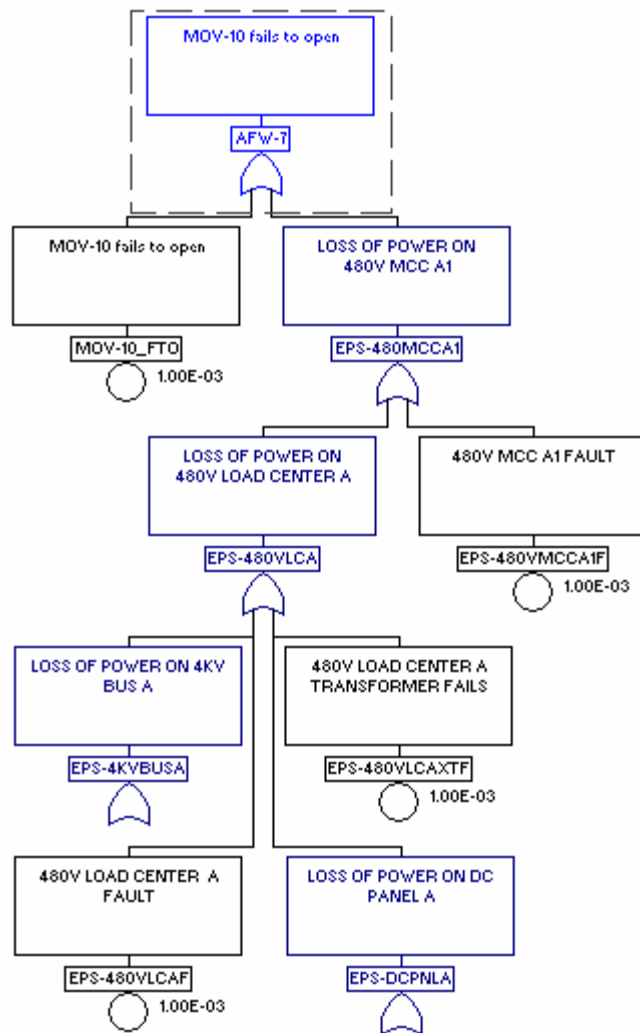 MOV-10 fails to open
AFW-7
MOV-10 fails to open
MOV-10_FTO
1.00E-03
LOSS OF POWER ON
480V MCC A1
EPS-480MCCA1
LOSS OF POWER ON
480V LOAD CENTER A
EPS-480VLCA
480V MCC A1 FAULT
EPS-480VMCCA1F
1.00E-03
LOSS OF POWER ON 4KV
BUS A
EPS-4KVBUSA
480V LOAD CENTER A
TRANSFORMER FAILS
EPS-480VLCAXTF
1.00E-03
480V LOAD CENTER A
FAULT
EPS-480VLCAF
1.00E-03
LOSS OF POWER ON DC
PANEL A
EPS-DCPNLA